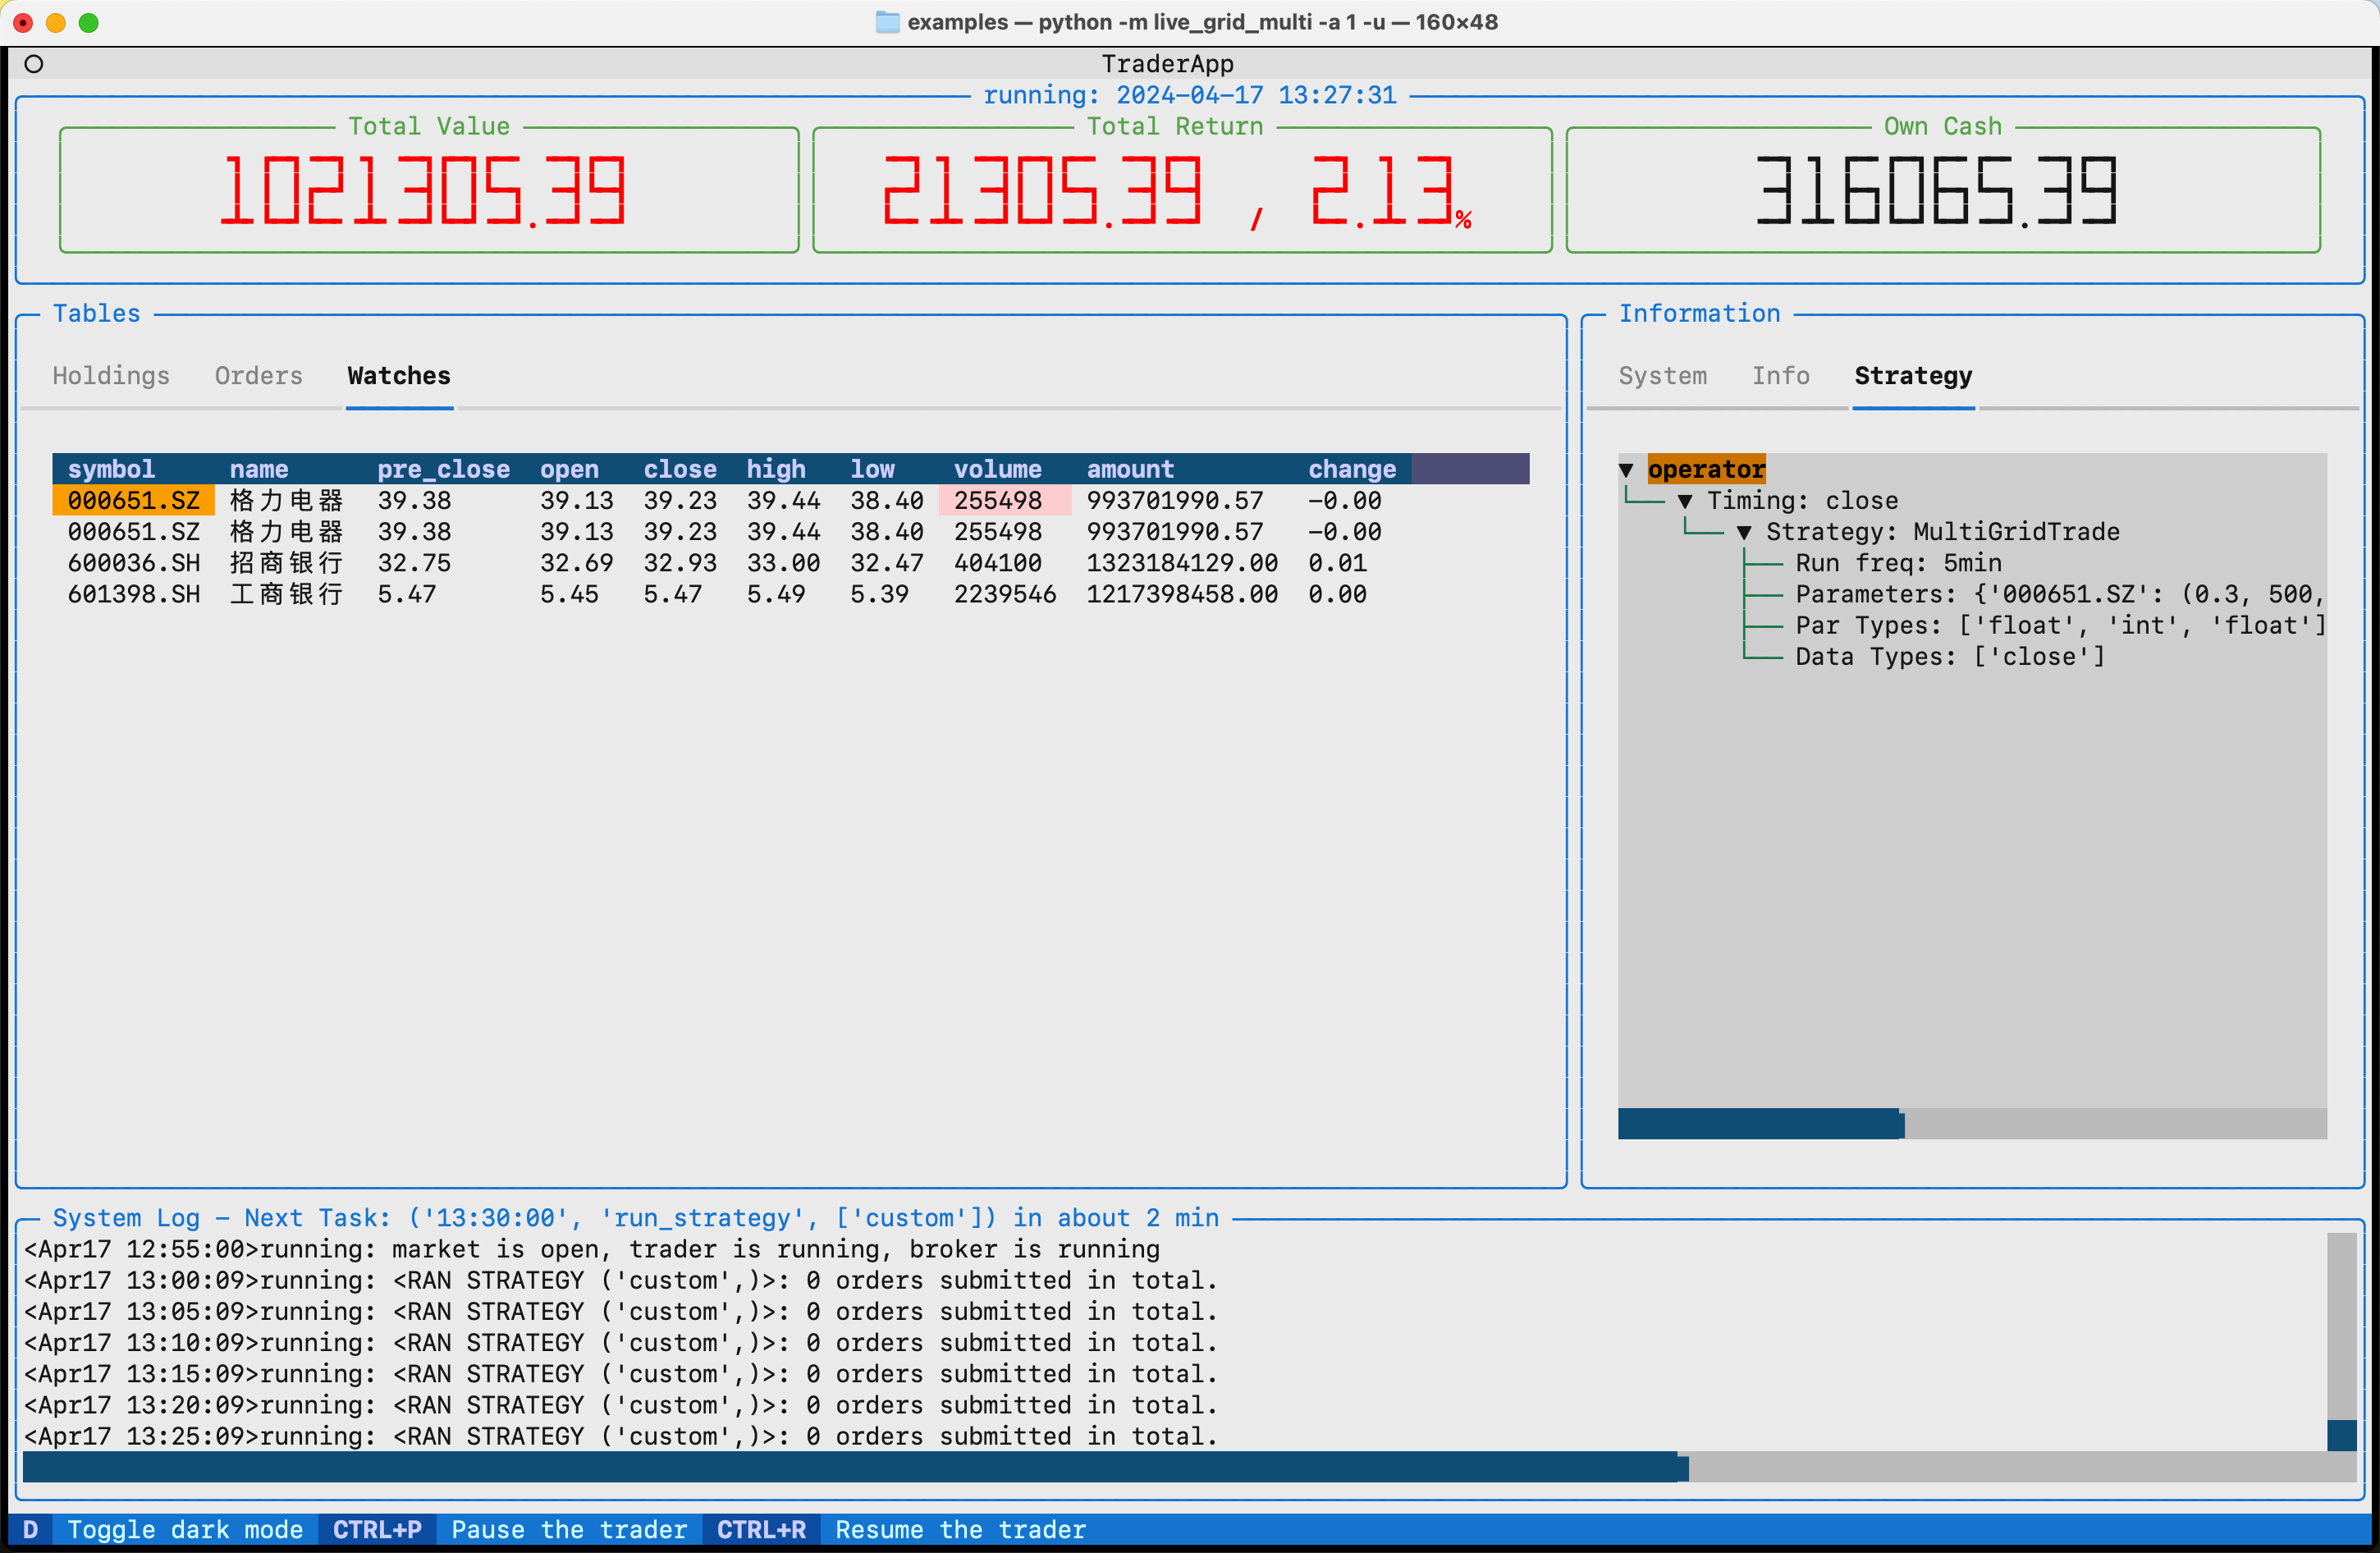 examples — python -m live_grid_multi -a 1 -u — 160×48
TraderApp
running: 2024-04-17 13:27:31
Total Value
1021305.39
Total Return
21305.39 / 2.13%
Own Cash
316065.39
Tables
Holdings Orders Watches
symbol name pre_close open close high low volume amount change
000651.SZ 格力电器 39.38 39.13 39.23 39.44 38.40 255498 993701990.57 -0.00
000651.SZ 格力电器 39.38 39.13 39.23 39.44 38.40 255498 993701990.57 -0.00
600036.SH 招商银行 32.75 32.69 32.93 33.00 32.47 404100 1323184129.00 0.01
601398.SH 工商银行 5.47 5.45 5.47 5.49 5.39 2239546 1217398458.00 0.00
Information
System Info Strategy
▼ operator
▼ Timing: close
▼ Strategy: MultiGridTrade
Run freq: 5min
Parameters: {'000651.SZ': (0.3, 500,
Par Types: ['float', 'int', 'float']
Data Types: ['close']
System Log - Next Task: ('13:30:00', 'run_strategy', ['custom']) in about 2 min
<Apr17 12:55:00>running: market is open, trader is running, broker is running
<Apr17 13:00:09>running: <RAN STRATEGY ('custom',)>: 0 orders submitted in total.
<Apr17 13:05:09>running: <RAN STRATEGY ('custom',)>: 0 orders submitted in total.
<Apr17 13:10:09>running: <RAN STRATEGY ('custom',)>: 0 orders submitted in total.
<Apr17 13:15:09>running: <RAN STRATEGY ('custom',)>: 0 orders submitted in total.
<Apr17 13:20:09>running: <RAN STRATEGY ('custom',)>: 0 orders submitted in total.
<Apr17 13:25:09>running: <RAN STRATEGY ('custom',)>: 0 orders submitted in total.
D Toggle dark mode CTRL+P Pause the trader CTRL+R Resume the trader